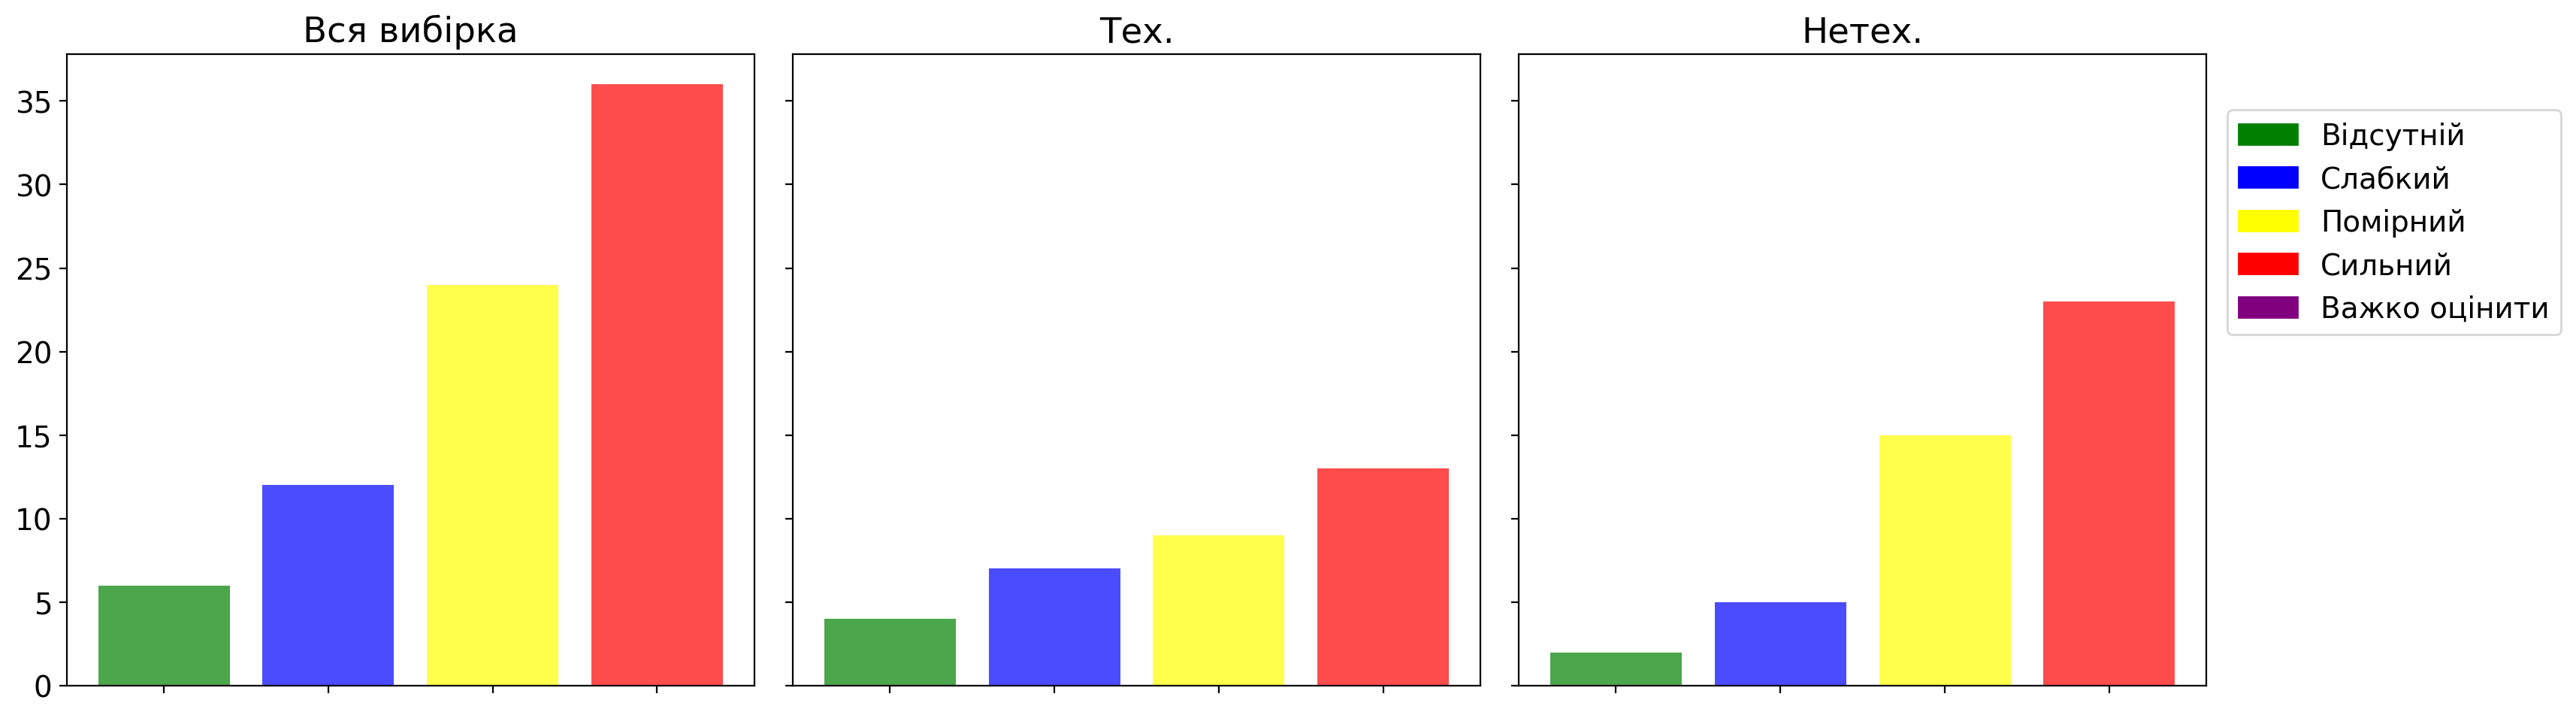 Вся вибірка
Тех.
Нетех.
35
30
25
20
15
10
5
0
Відсутній
Слабкий
Помірний
Сильний
Важко оцінити